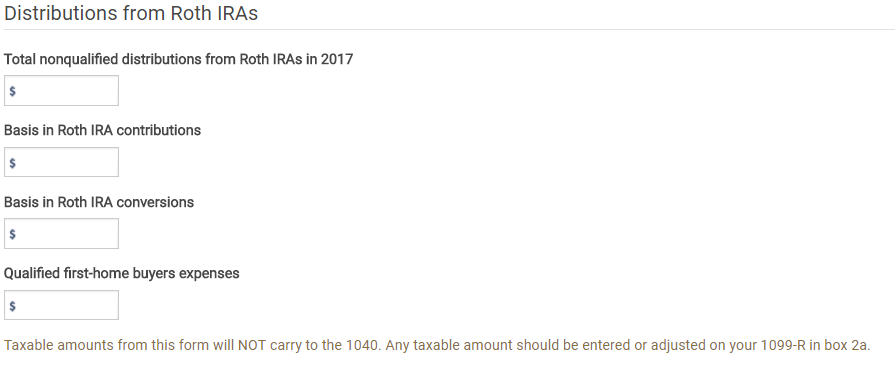 Distributions from Roth IRAs
Total nonqualified distributions from Roth IRAs in 2017
$
Basis in Roth IRA contributions
$
Basis in Roth IRA conversions
$
Qualified first-home buyers expenses
$
Taxable amounts from this form will NOT carry to the 1040. Any taxable amount should be entered or adjusted on your 1099-R in box 2a.